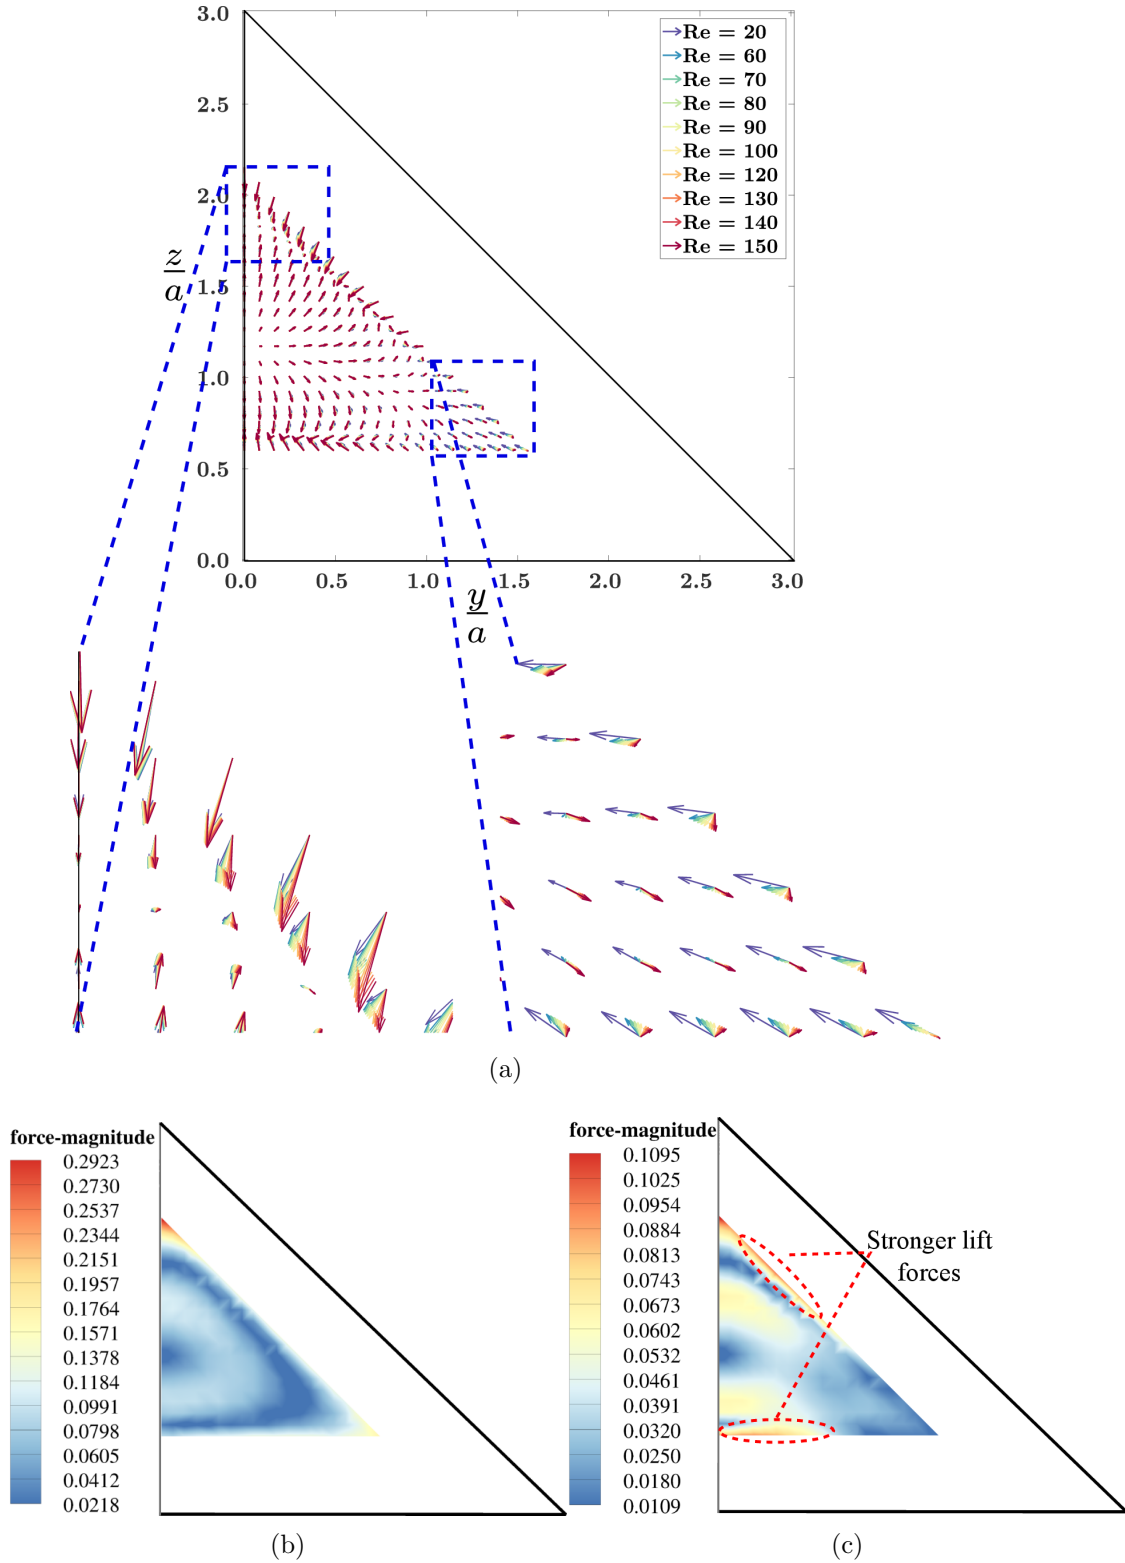 3.0
2.5
2.0
1.5
1.0
0.5
0.0
z
a
0.0 0.5 1.0 1.5 2.0 2.5 3.0
y
a
Re = 20
Re = 60
Re = 70
Re = 80
Re = 90
Re = 100
Re = 120
Re = 130
Re = 140
Re = 150
(a)
force-magnitude
0.2923
0.2730
0.2537
0.2344
0.2151
0.1957
0.1764
0.1571
0.1378
0.1184
0.0991
0.0798
0.0605
0.0412
0.0218
(b)
force-magnitude
0.1095
0.1025
0.0954
0.0884
0.0813
0.0743
0.0673
0.0602
0.0532
0.0461
0.0391
0.0320
0.0250
0.0180
0.0109
Stronger lift
forces
(c)